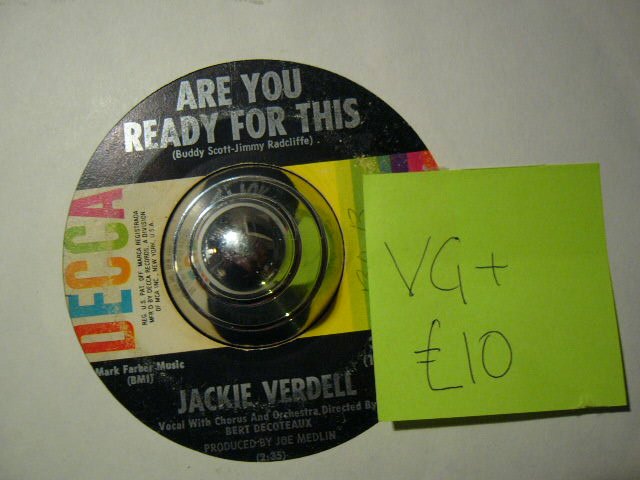 ARE YOU
READY FOR THIS
(Buddy Scott-Jimmy Radcliffe)
DECCA
REG. U.S. PAT. OFF. MARCA REGISTRADA
MFR'D BY DECCA RECORDS, A DIVISION
OF MCA INC., NEW YORK, U.S.A.
Mark Farber Music
(BMI)
JACKIE VERDELL
Vocal With Chorus And Orchestra Directed By
BERT DECOTEAUX
PRODUCED BY JOE MEDLIN
(2:35)
VG+
£10